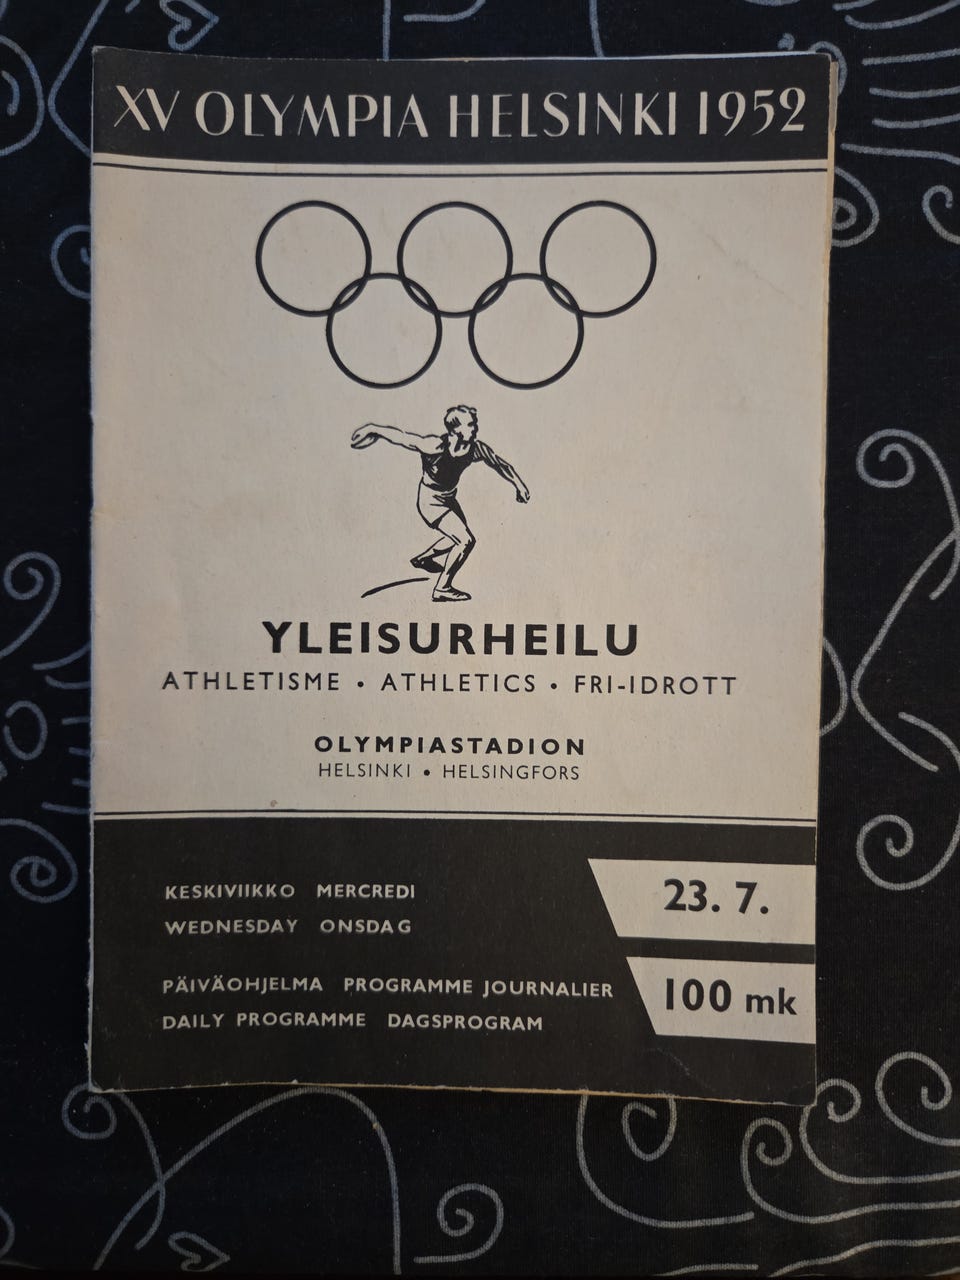 XV OLYMPIA HELSINKI 1952
YLEISURHEILU
ATHLETISME • ATHLETICS • FRI-IDROTT
OLYMPIASTADION
HELSINKI • HELSINGFORS
KESKIVIIKKO MERCREDI
WEDNESDAY ONSDAG
23. 7.
PÄIVÄOHJELMA PROGRAMME JOURNALIER
DAILY PROGRAMME DAGSPROGRAM
100 mk